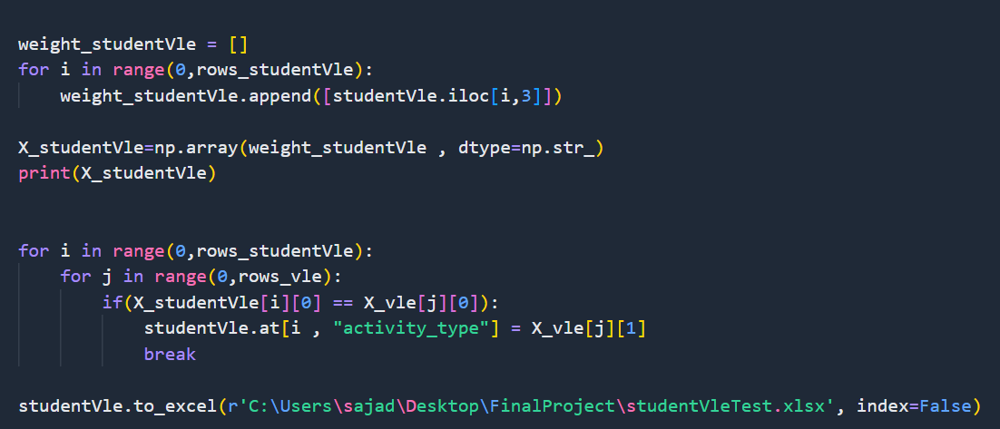 weight_studentVle = []
for i in range(0,rows_studentVle):
    weight_studentVle.append([studentVle.iloc[i,3]])
X_studentVle=np.array(weight_studentVle , dtype=np.str_)
print(X_studentVle)
for i in range(0,rows_studentVle):
    for j in range(0,rows_vle):
        if(X_studentVle[i][0] == X_vle[j][0]):
            studentVle.at[i , "activity_type"] = X_vle[j][1]
            break
studentVle.to_excel(r'C:\Users\sajad\Desktop\FinalProject\studentVleTest.xlsx', index=False)